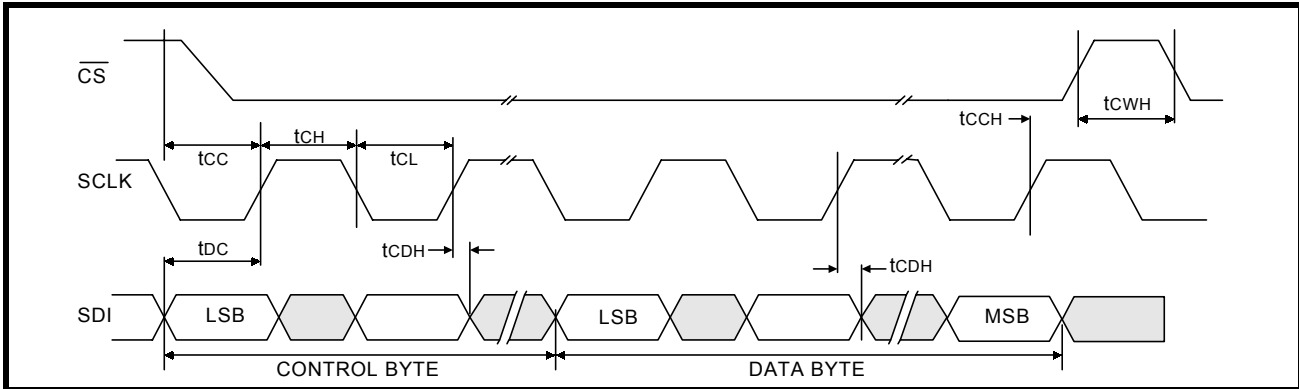 CS
tCWH
tCCH
tCC
tCH
tCL
SCLK
tDC
tCDH
tCDH
SDI
LSB
LSB
MSB
CONTROL BYTE
DATA BYTE